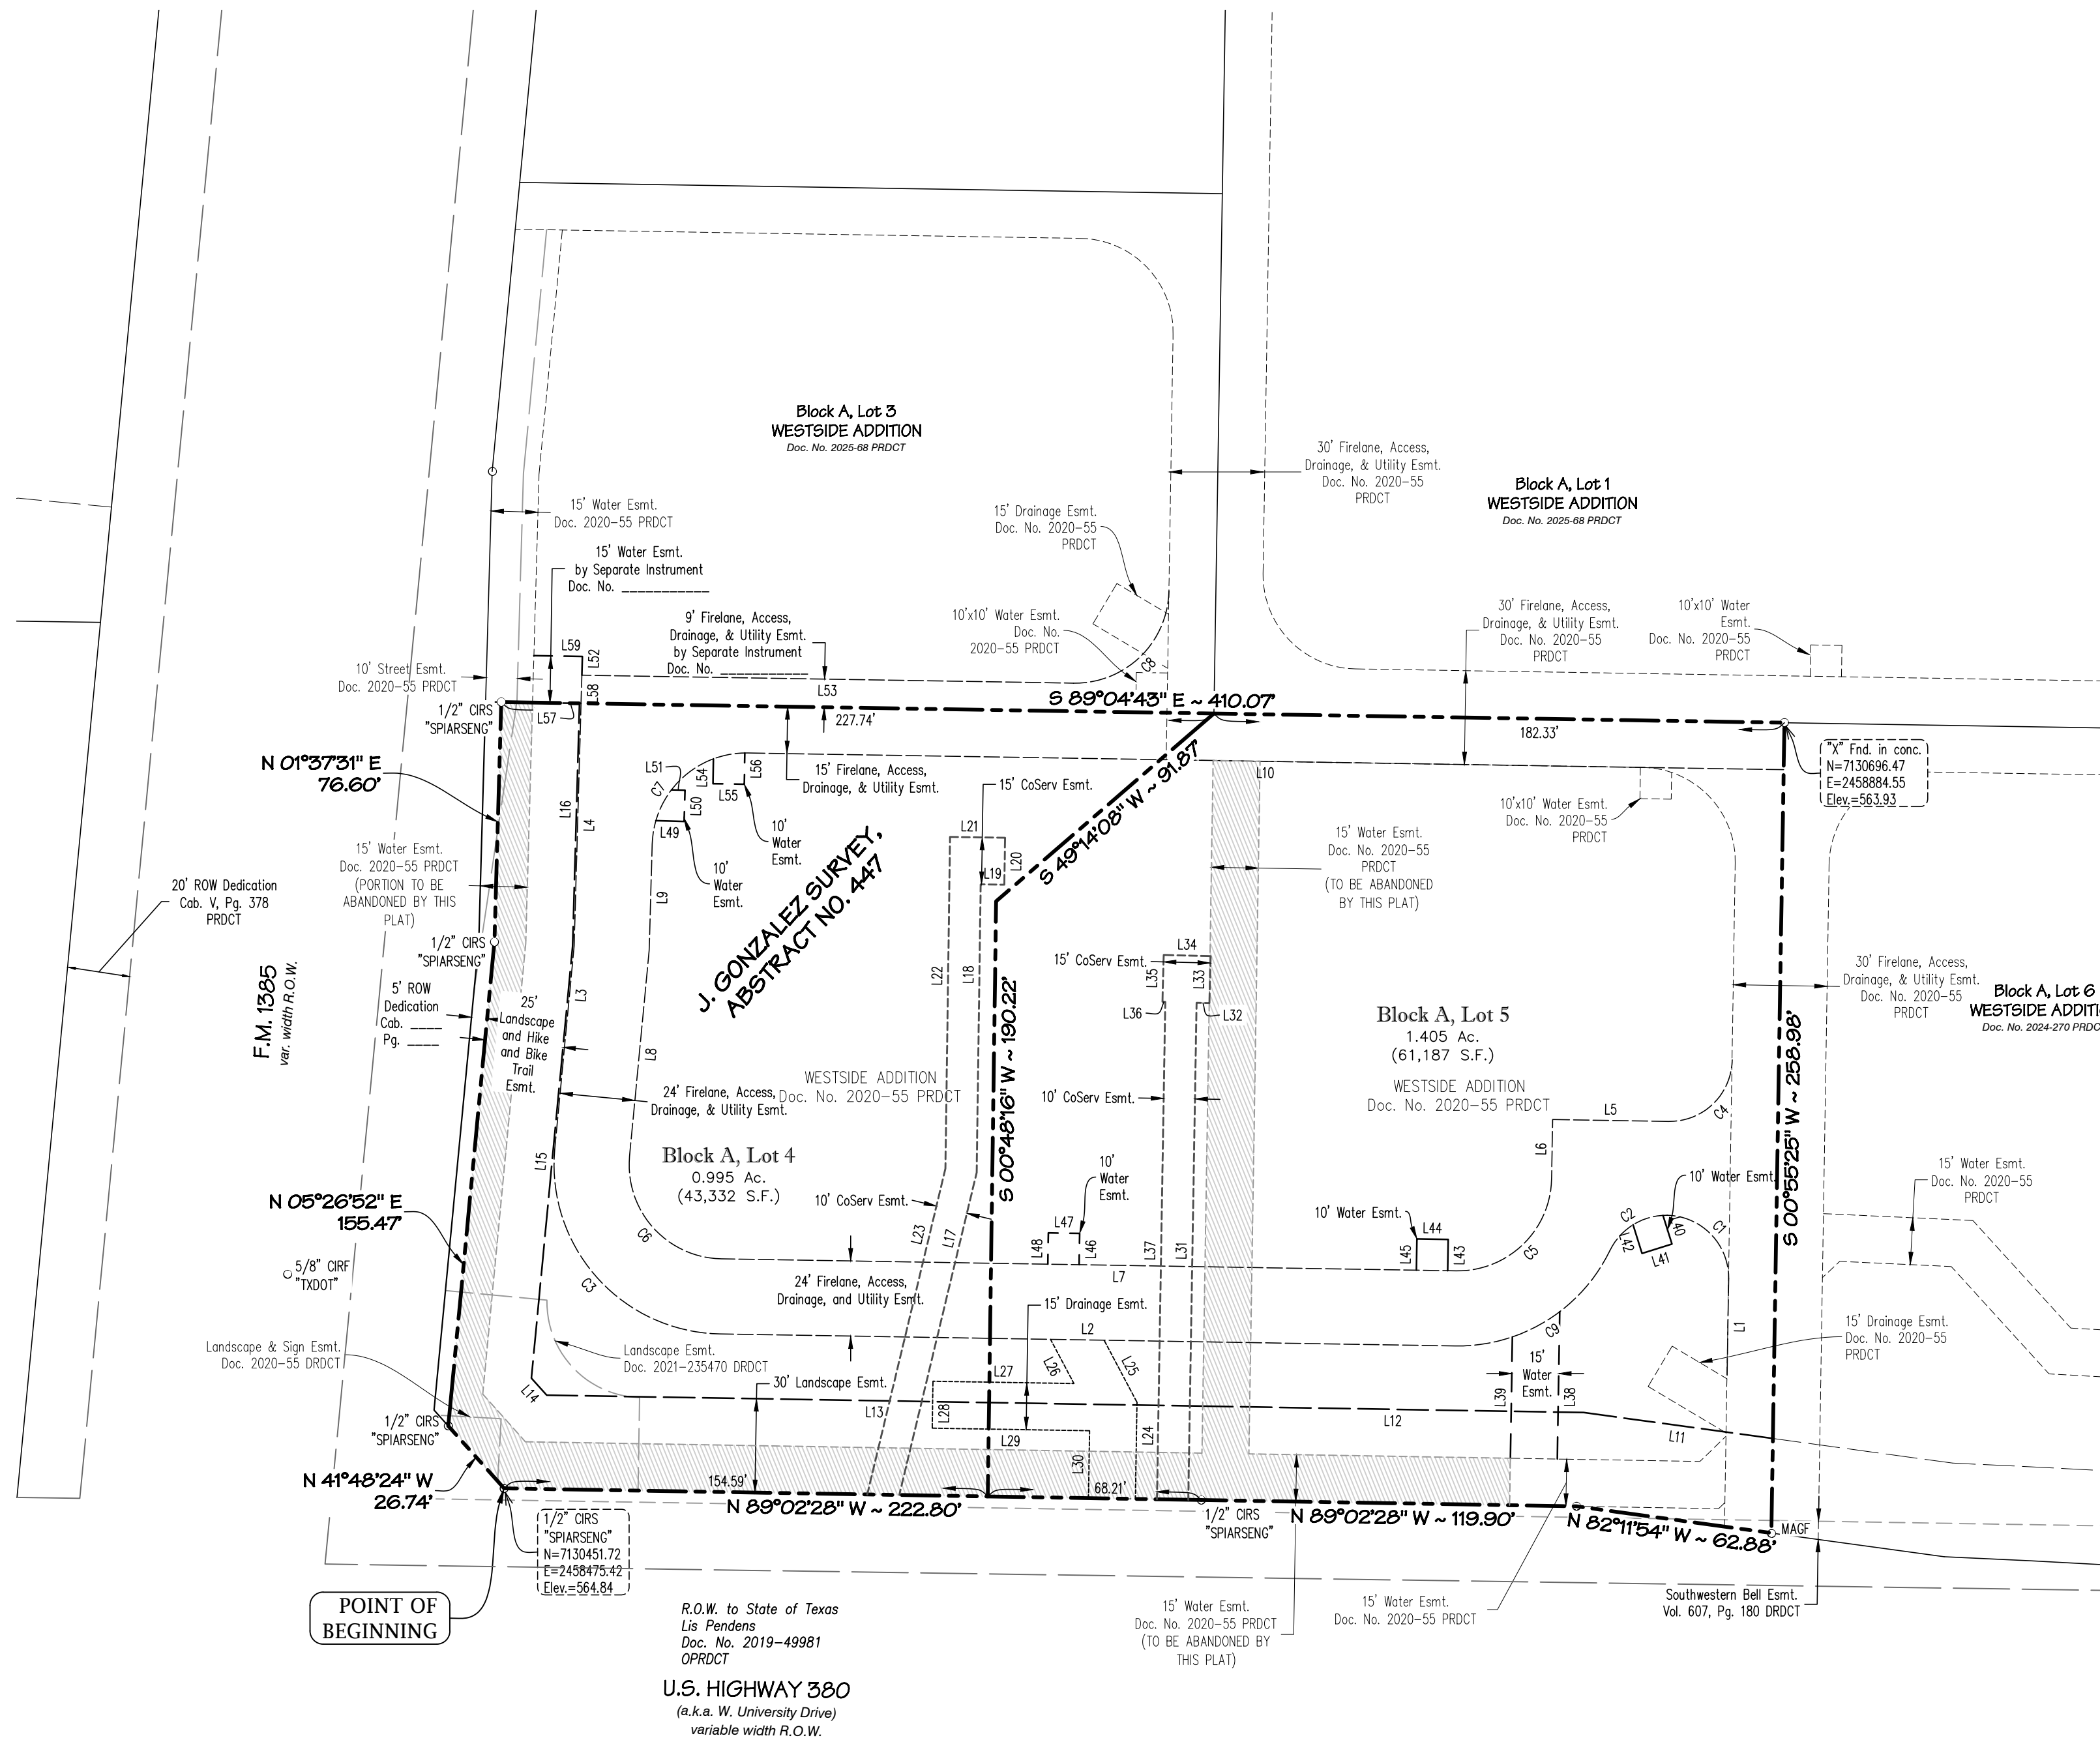 Block A, Lot 3
WESTSIDE ADDITION
Doc. No. 2025-68 PRDCT
30' Firelane, Access,
Drainage, & Utility Esmt.
Doc. No. 2020-55
PRDCT
Block A, Lot 1
WESTSIDE ADDITION
Doc. No. 2025-68 PRDCT
15' Water Esmt.
Doc. 2020-55 PRDCT
15' Drainage Esmt.
Doc. No. 2020-55
PRDCT
15' Water Esmt.
by Separate Instrument
Doc. No. ___________
9' Firelane, Access,
Drainage, & Utility Esmt.
by Separate Instrument
Doc. No. ___________
10'x10' Water Esmt.
Doc. No.
2020-55 PRDCT
30' Firelane, Access,
Drainage, & Utility Esmt.
Doc. No. 2020-55
PRDCT
10'x10' Water
Esmt.
Doc. No. 2020-55
PRDCT
L59
L52
L58
L53
L57
C8
10' Street Esmt.
Doc. 2020-55 PRDCT
1/2" CIRS
"SPIARSENG"
S 89°04'43" E ~ 410.07'
227.74'
182.33'
"X" Fnd. in conc.
N=7130696.47
E=2458884.55
Elev.=563.93
N 01°37'31" E
76.60'
L51
L54
L56
L55
C7
L50
L49
15' Firelane, Access,
Drainage, & Utility Esmt.
15' CoServ Esmt.
S 49°14'08" W ~ 91.87'
L10
10'x10' Water Esmt.
Doc. No. 2020-55
PRDCT
L16
L4
10'
Water
Esmt.
10'
Water
Esmt.
L21
L20
L19
15' Water Esmt.
Doc. No. 2020-55
PRDCT
(TO BE ABANDONED
BY THIS PLAT)
15' Water Esmt.
Doc. 2020-55 PRDCT
(PORTION TO BE
ABANDONED BY THIS
PLAT)
20' ROW Dedication
Cab. V, Pg. 378
PRDCT
J. GONZALEZ SURVEY,
ABSTRACT NO. 447
L9
1/2" CIRS
"SPIARSENG"
F.M. 1385
var. width R.O.W.
5' ROW
Dedication
Cab. ____
Pg. ____
25'
Landscape
and Hike
and Bike
Trail
Esmt.
L3
L8
L22
L18
S 00°48'16" W ~ 190.22'
L34
15' CoServ Esmt.
L35
L33
L36
L32
Block A, Lot 5
1.405 Ac.
(61,187 S.F.)
WESTSIDE ADDITION
Doc. No. 2020-55 PRDCT
30' Firelane, Access,
Drainage, & Utility Esmt.
Doc. No. 2020-55
PRDCT
Block A, Lot 6
WESTSIDE ADDITI
Doc. No. 2024-270 PRDC
S 00°55'25" W ~ 258.98'
WESTSIDE ADDITION
Doc. No. 2020-55 PRDCT
24' Firelane, Access,
Drainage, & Utility Esmt.
10' CoServ Esmt.
L5
C4
L6
L15
Block A, Lot 4
0.995 Ac.
(43,332 S.F.)
10' CoServ Esmt.
10'
Water
Esmt.
10' Water Esmt.
15' Water Esmt.
Doc. No. 2020-55
PRDCT
N 05°26'52" E
155.47'
C6
L23
L17
L47
L48
L46
L37
L31
10' Water Esmt.
L44
L45
L43
C5
C2
C1
40
L42
L41
L7
5/8" CIRF
"TXDOT"
C3
24' Firelane, Access,
Drainage, and Utility Esmt.
15' Drainage Esmt.
L2
C9
L1
15' Drainage Esmt.
Doc. No. 2020-55
PRDCT
Landscape & Sign Esmt.
Doc. 2020-55 DRDCT
Landscape Esmt.
Doc. 2021-235470 DRDCT
30' Landscape Esmt.
L14
L13
L27
L26
L25
L28
L29
L30
L24
L12
15'
Water
Esmt.
L39
L38
L11
1/2" CIRS
"SPIARSENG"
N 41°48'24" W
26.74'
154.59'
68.21'
N 89°02'28" W ~ 222.80'
1/2" CIRS
"SPIARSENG"
N 89°02'28" W ~ 119.90'
N 82°11'54" W ~ 62.88'
MAGF
1/2" CIRS
"SPIARSENG"
N=7130451.72
E=2458475.42
Elev.=564.84
POINT OF
BEGINNING
R.O.W. to State of Texas
Lis Pendens
Doc. No. 2019-49981
OPRDCT
15' Water Esmt.
Doc. No. 2020-55 PRDCT
(TO BE ABANDONED BY
THIS PLAT)
15' Water Esmt.
Doc. No. 2020-55 PRDCT
Southwestern Bell Esmt.
Vol. 607, Pg. 180 DRDCT
U.S. HIGHWAY 380
(a.k.a. W. University Drive)
variable width R.O.W.